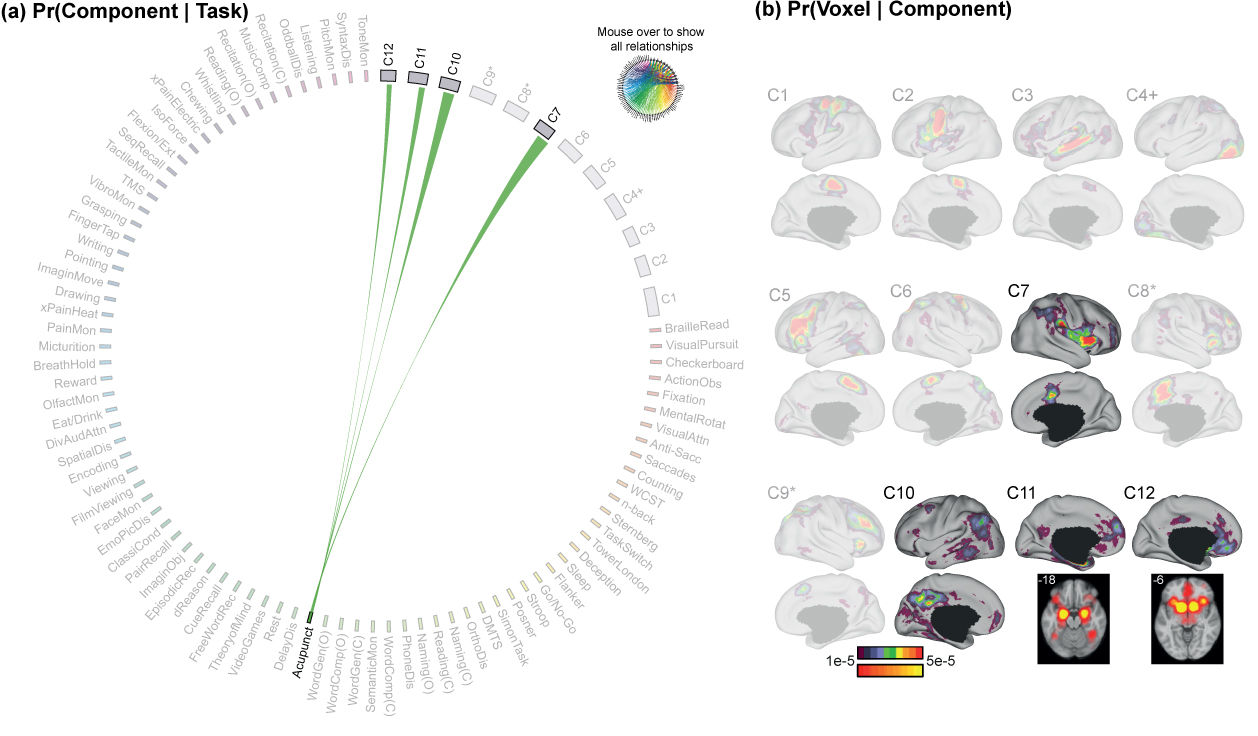 (a) Pr(Component | Task)
Mouse over to show
all relationships
C12
C11
C10
C9*
C8*
C7
C6
C5
C4+
C3
C2
C1
BrailleRead
VisualPursuit
Checkerboard
ActionObs
Fixation
MentalRotat
VisualAttn
Anti-Sacc
Saccades
Counting
WCST
n-back
Sternberg
TaskSwitch
TowerLondon
Deception
Sleep
Flanker
Go/No-Go
Stroop
Posner
SimonTask
DMTS
OrthoDis
Naming(C)
Reading(C)
Naming(O)
PhoneDis
WordComp(C)
SemanticMon
WordGen(C)
WordComp(O)
WordGen(O)
Acupunct
DelayDis
Rest
VideoGames
TheoryofMind
FreeWordRec
CueRecall
dReason
EpisodicRec
ImaginObj
PairRecall
ClassiCond
EmoPicDis
FaceMon
FilmViewing
Viewing
Encoding
SpatialDis
DivAudAttn
Eat/Drink
OlfactMon
Reward
BreathHold
Micturition
PainMon
xPainHeat
Drawing
ImaginMove
Pointing
Writing
FingerTap
Grasping
VibroMon
TMS
TactileMon
SeqRecall
Flexion/Ext
IsoForce
xPainElectric
Chewing
Whistling
Reading(O)
Recitation(O)
MusicComp
Recitation(C)
OddballDis
Listening
PitchMon
SyntaxDis
ToneMon
(b) Pr(Voxel | Component)
C1
C2
C3
C4+
C5
C6
C7
C8*
C9*
C10
C11
C12
-18
-6
1e-5
5e-5